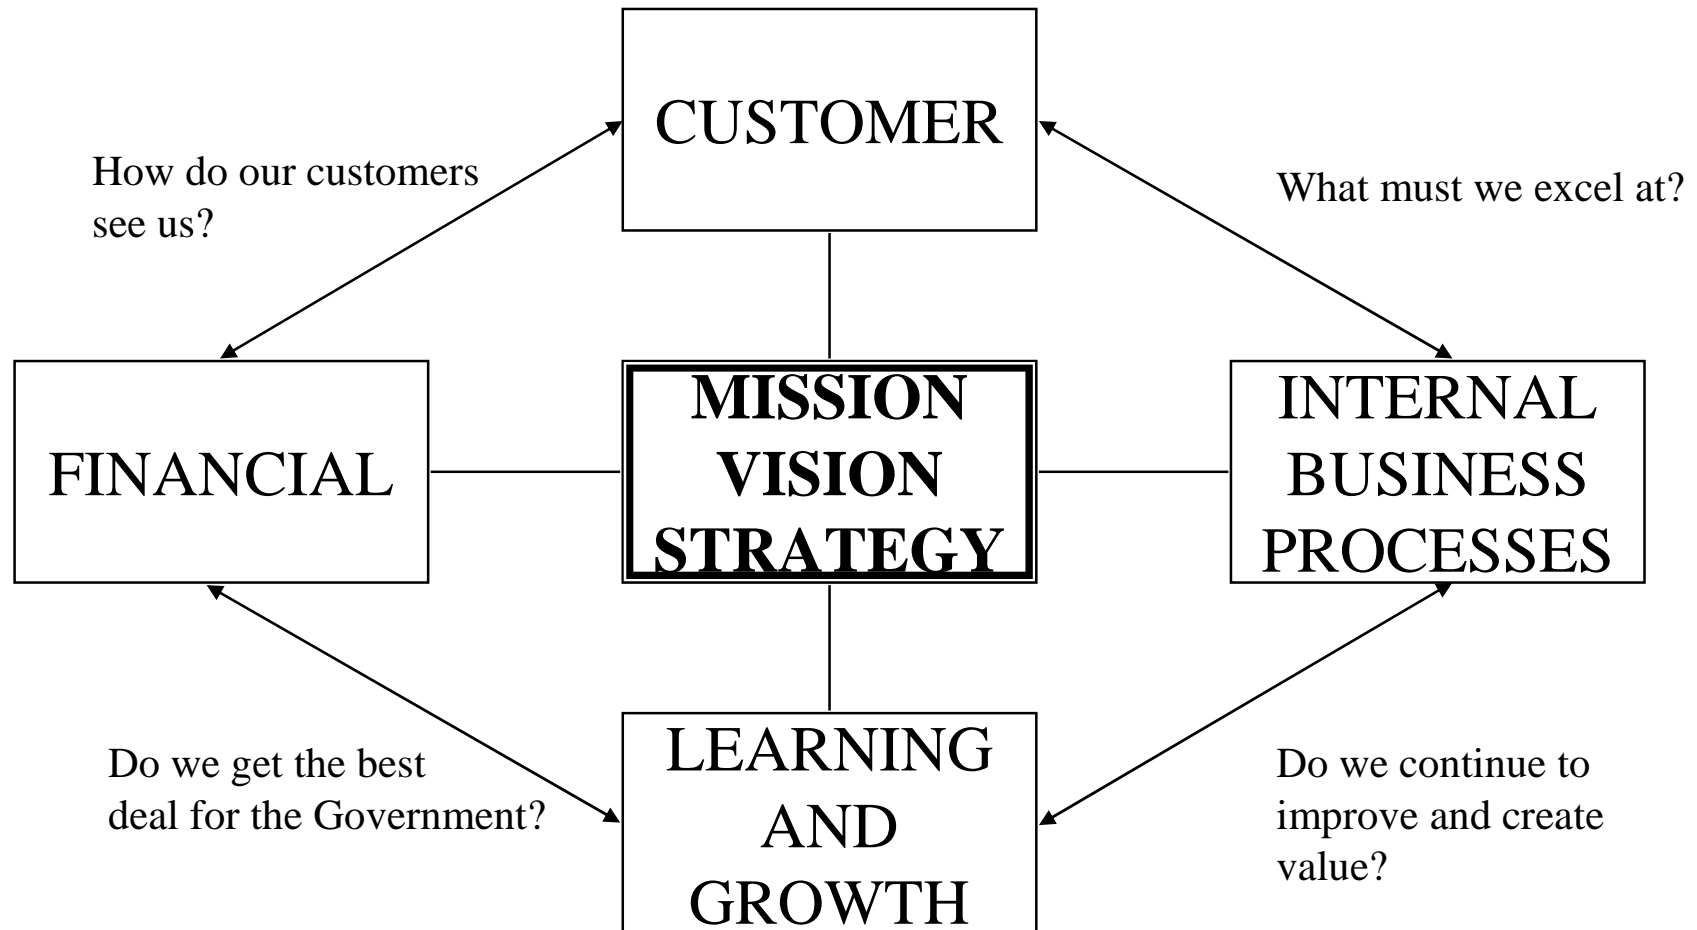 CUSTOMER
How do our customers
see us?
What must we excel at?
FINANCIAL
MISSION
VISION
STRATEGY
INTERNAL
BUSINESS
PROCESSES
Do we get the best
deal for the Government?
LEARNING
AND
GROWTH
Do we continue to
improve and create
value?